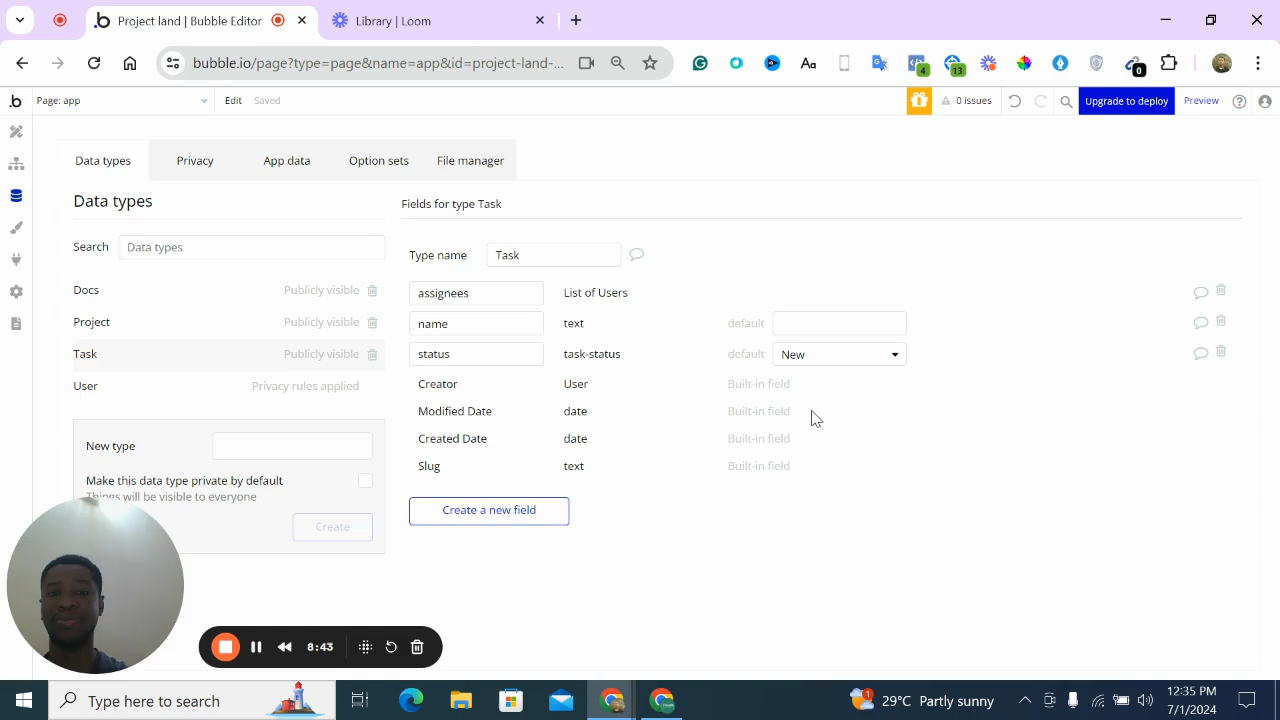 Project land | Bubble Editor
Library | Loom
bubble.io/page?type=page&name=app&id=project-land-...
4
13
0
Page: app
Edit
Saved
0 issues
Upgrade to deploy
Preview
Data types
Privacy
App data
Option sets
File manager
Data types
Fields for type Task
Search
Data types
Type name
Task
Docs
Publicly visible
assignees
List of Users
Project
Publicly visible
name
text
default
Task
Publicly visible
status
task-status
default
New
User
Privacy rules applied
Creator
User
Built-in field
Modified Date
date
Built-in field
New type
Created Date
date
Built-in field
Make this data type private by default
Things will be visible to everyone
Slug
text
Built-in field
Create
Create a new field
8:43
Type here to search
1
29°C Partly sunny
12:35 PM
7/1/2024